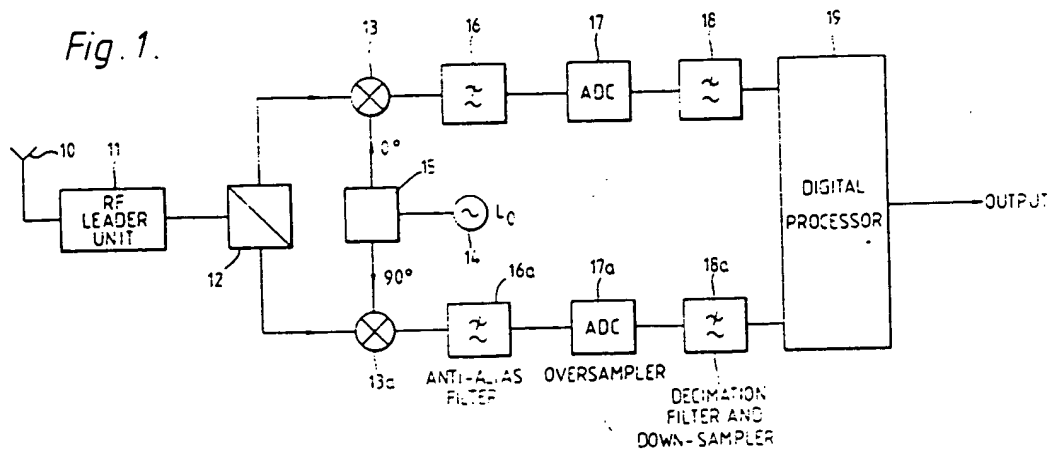 Fig. 1.
10
11
RF
LEADER
UNIT
12
13
0°
15
L0
14
90°
13a
16
17
ADC
18
16a
17a
ADC
18a
ANTI-ALIAS
FILTER
OVERSAMPLER
DECIMATION
FILTER AND
DOWN-SAMPLER
19
DIGITAL
PROCESSOR
OUTPUT